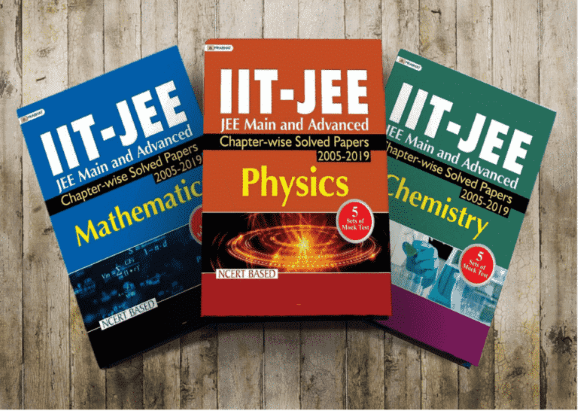 PRABHAT
IIT-JEE
JEE Main and Advanced
Chapter-wise Solved Papers
2005-2019
Mathematic
NCERT BASED
PRABHAT
IIT-JEE
JEE Main and Advanced
Chapter-wise Solved Papers
2005-2019
Physics
5
Sets of
Mock Test
NCERT BASED
IIT-JEE
JEE Main and Advanced
Chapter-wise Solved Papers
2005-2019
Chemistry
5
Sets of
Mock Test